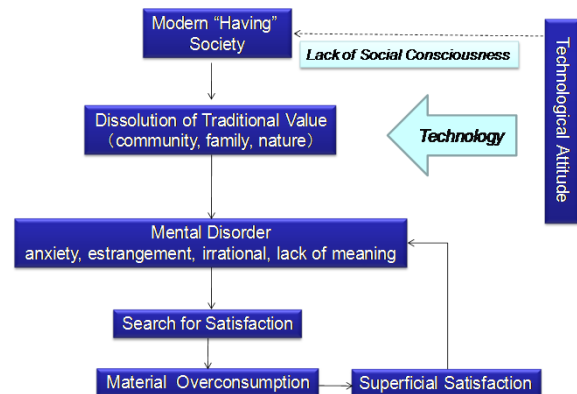 Modern “Having”
Society
Lack of Social Consciousness
Technological Attitude
Dissolution of Traditional Value
（community, family, nature）
Technology
Mental Disorder
anxiety, estrangement, irrational, lack of meaning
Search for Satisfaction
Material Overconsumption
Superficial Satisfaction